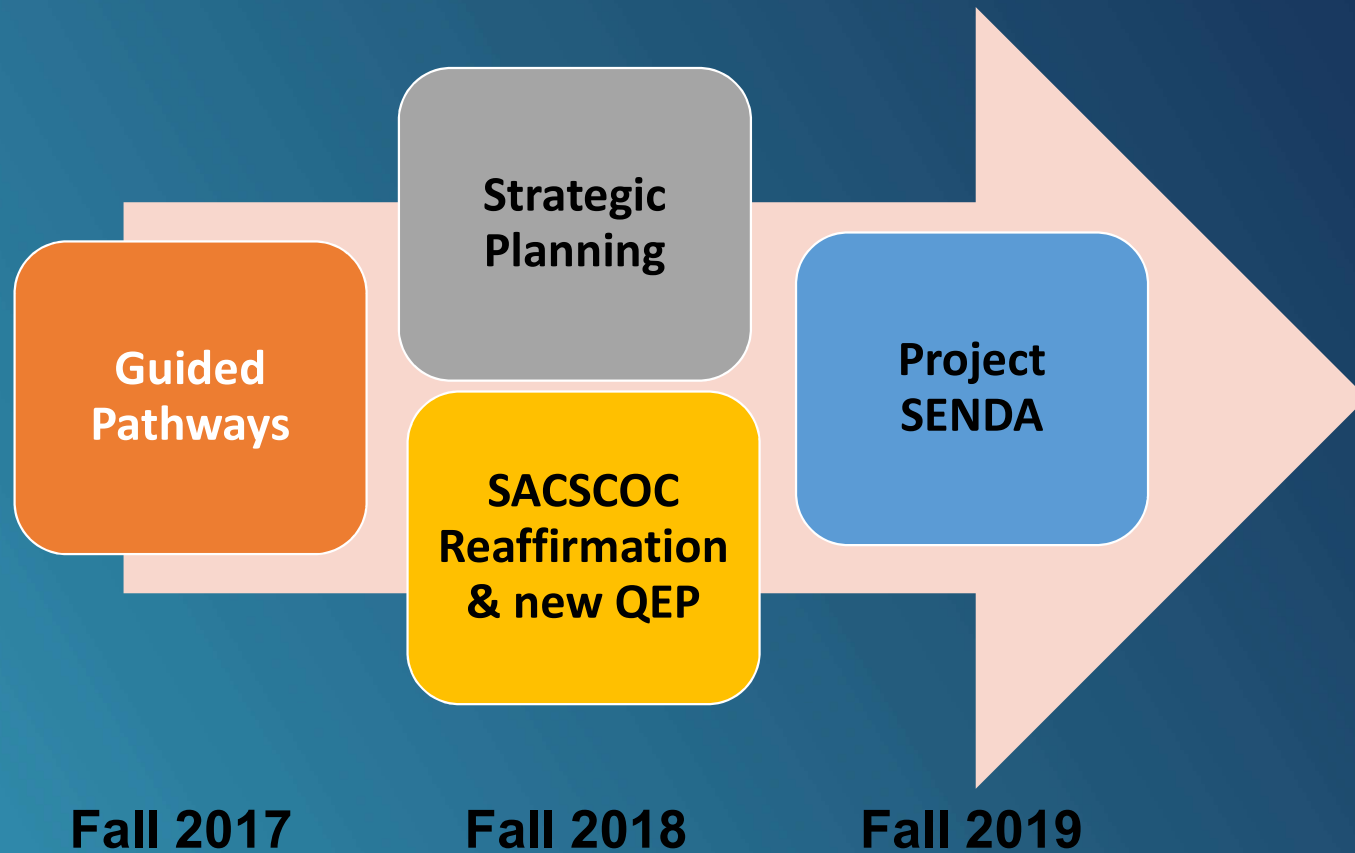 Guided
Pathways
Strategic
Planning
SACSCOC
Reaffirmation
& new QEP
Project
SENDA
Fall 2017
Fall 2018
Fall 2019